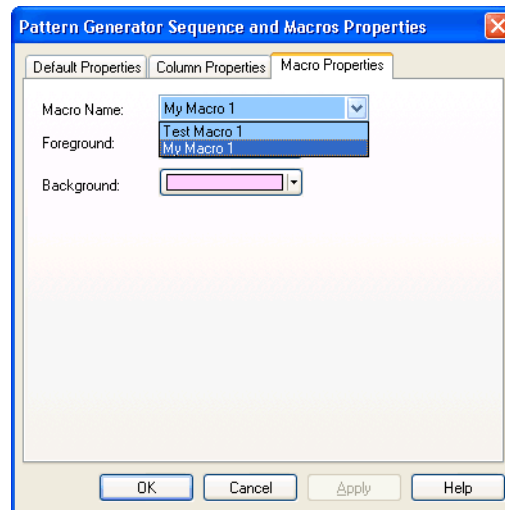 Pattern Generator Sequence and Macros Properties
Default Properties Column Properties Macro Properties
Macro Name: My Macro 1
Test Macro 1
Foreground: My Macro 1
Background:
OK Cancel Apply Help